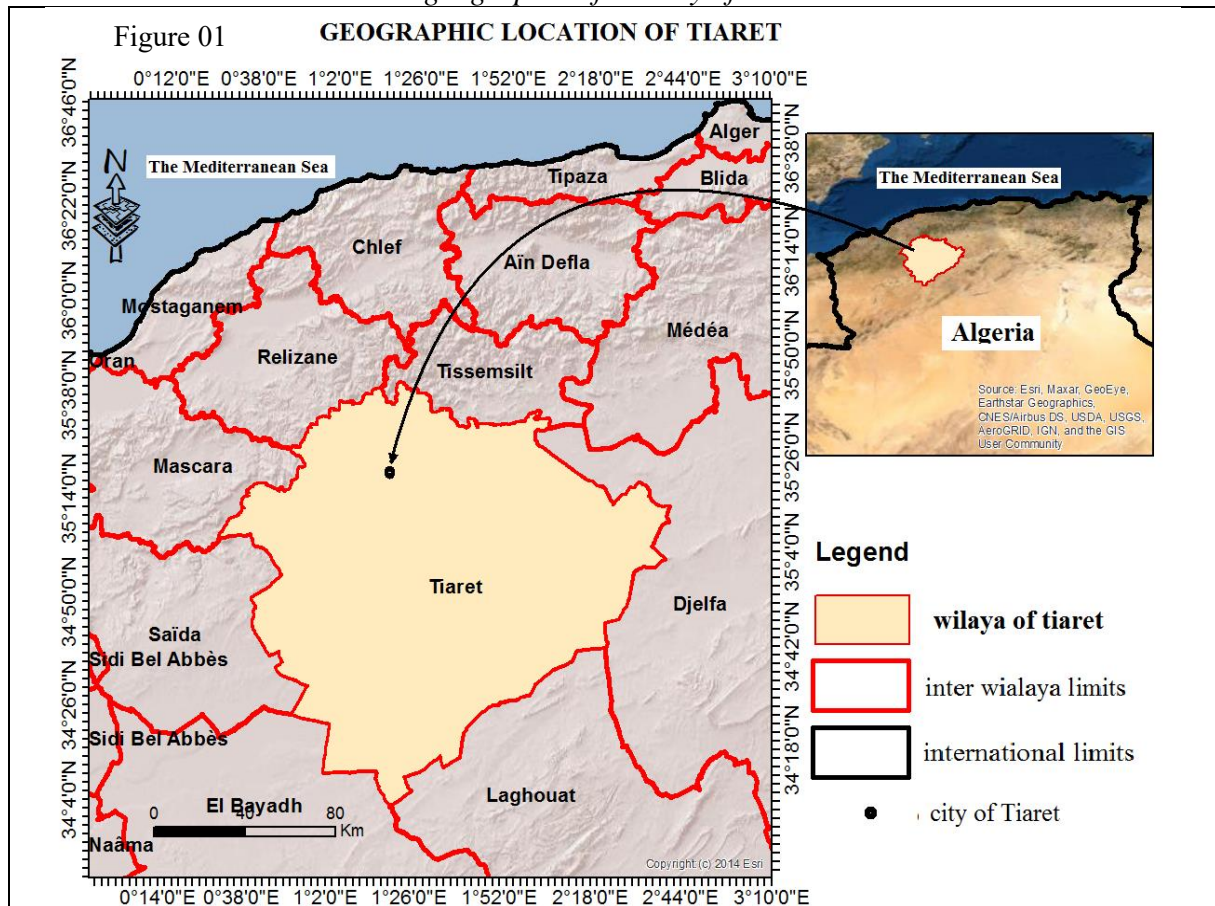 Figure 01
GEOGRAPHIC LOCATION OF TIARET
0°12'0"E 0°38'0"E 1°2'0"E 1°26'0"E 1°52'0"E 2°18'0"E 2°44'0"E 3°10'0"E
36°46'0"N
36°22'0"N
36°0'0"N
35°38'0"N
35°14'0"N
34°50'0"N
34°26'0"N
34°4'0"N
N
The Mediterranean Sea
Alger
Tipaza
Blida
Chlef
Aïn Defla
Mostaganem
Médéa
Oran
Relizane
Tissemsilt
Mascara
Tiaret
Djelfa
Saïda
Sidi Bel Abbès
Sidi Bel Abbès
El Bayadh
Laghouat
Naâma
0 40 80
Km
Copyright (c) 2014 Esri
36°38'0"N
36°14'0"N
35°50'0"N
35°26'0"N
35°4'0"N
34°42'0"N
34°18'0"N
0°14'0"E 0°38'0"E 1°2'0"E 1°26'0"E 1°52'0"E 2°18'0"E 2°44'0"E 3°10'0"E
The Mediterranean Sea
Algeria
Source: Esri, Maxar, GeoEye,
Earthstar Geographics,
CNES/Airbus DS, USDA, USGS,
AeroGRID, IGN, and the GIS
User Community
Legend
wilaya of tiaret
inter wialaya limits
international limits
city of Tiaret